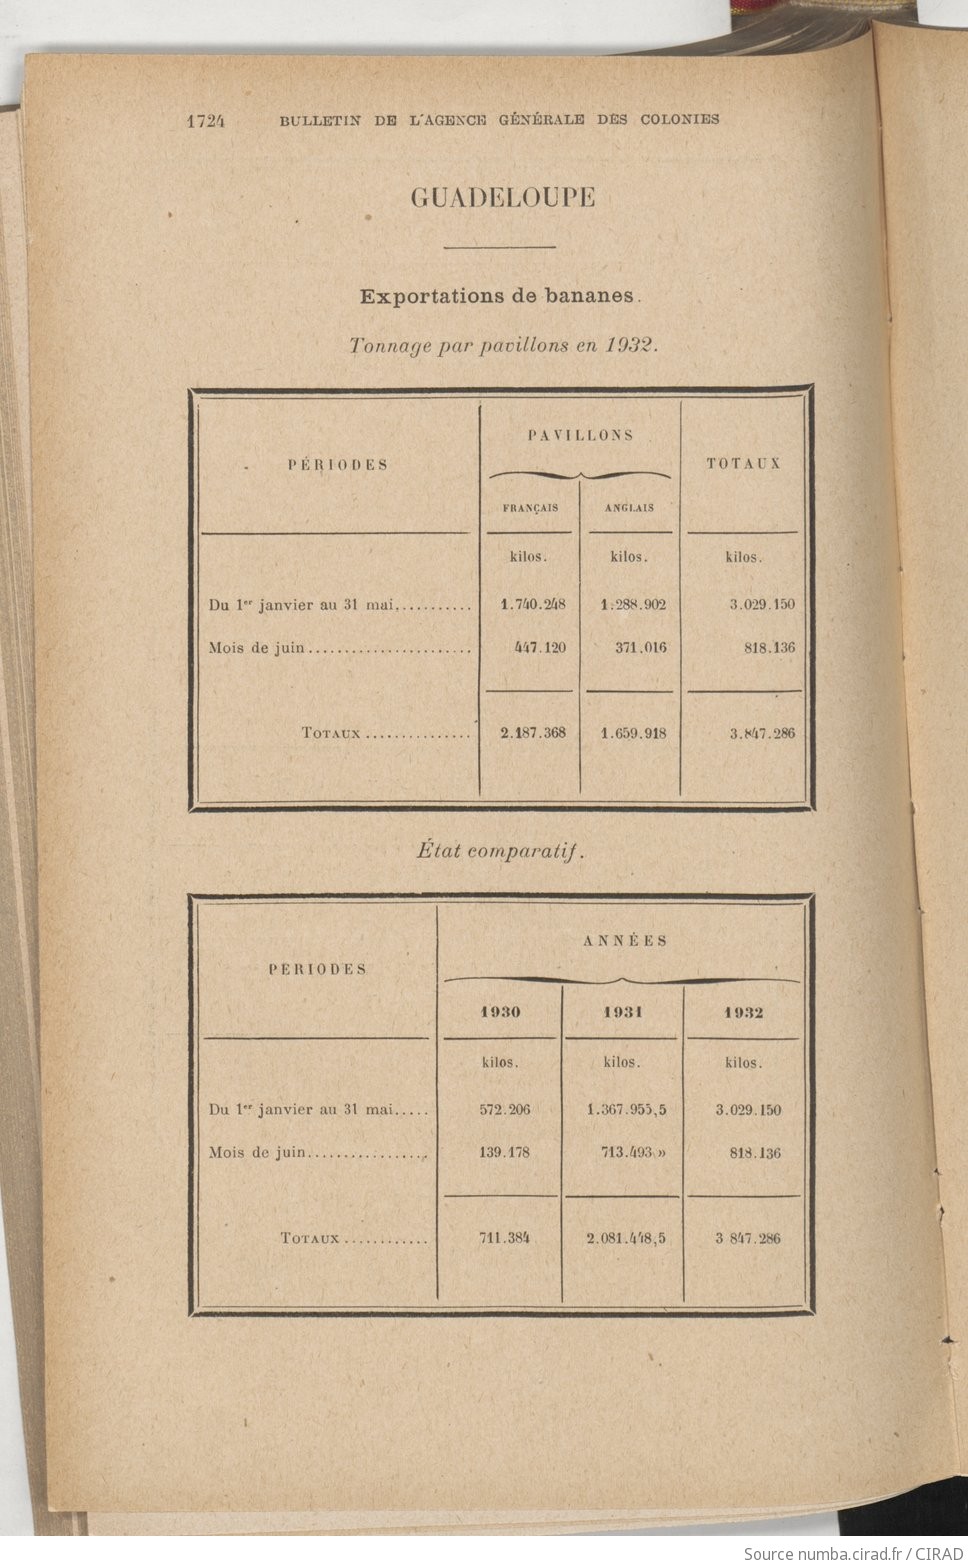 1724 BULLETIN DE L'AGENCE GÉNÉRALE DES COLONIES
GUADELOUPE
Exportations de bananes.
Tonnage par pavillons en 1932.
PÉRIODES PAVILLONS TOTAUX
FRANÇAIS ANGLAIS
kilos. kilos. kilos.
Du 1er janvier au 31 mai........... 1.740.248 1.288.902 3.029.150
Mois de juin....................... 447.120 371.016 818.136
TOTAUX ............... 2.187.368 1.659.918 3.847.286
État comparatif.
PÉRIODES ANNÉES
1930 1931 1932
kilos. kilos. kilos.
Du 1er janvier au 31 mai..... 572.206 1.367.955,5 3.029.150
Mois de juin................. 139.178 713.493 » 818.136
TOTAUX ............ 711.384 2.081.448,5 3 847.286
Source numba.cirad.fr / CIRAD